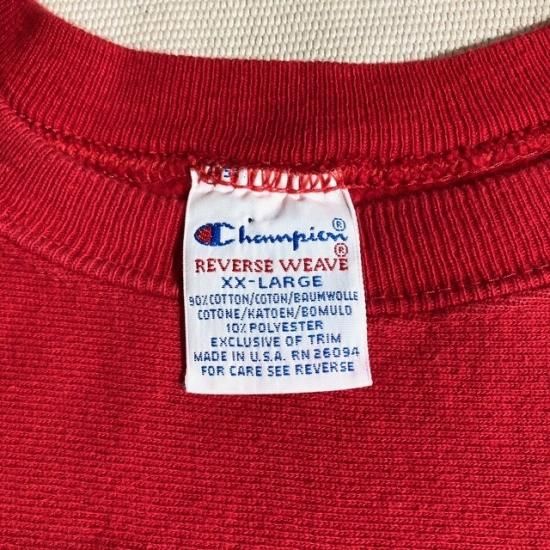 Champion®
REVERSE WEAVE®
XX-LARGE
90% COTTON/COTON/BAUMWOLLE
COTONE/KATOEN/BOMULD
10% POLYESTER
EXCLUSIVE OF TRIM
MADE IN U.S.A. RN 26094
FOR CARE SEE REVERSE